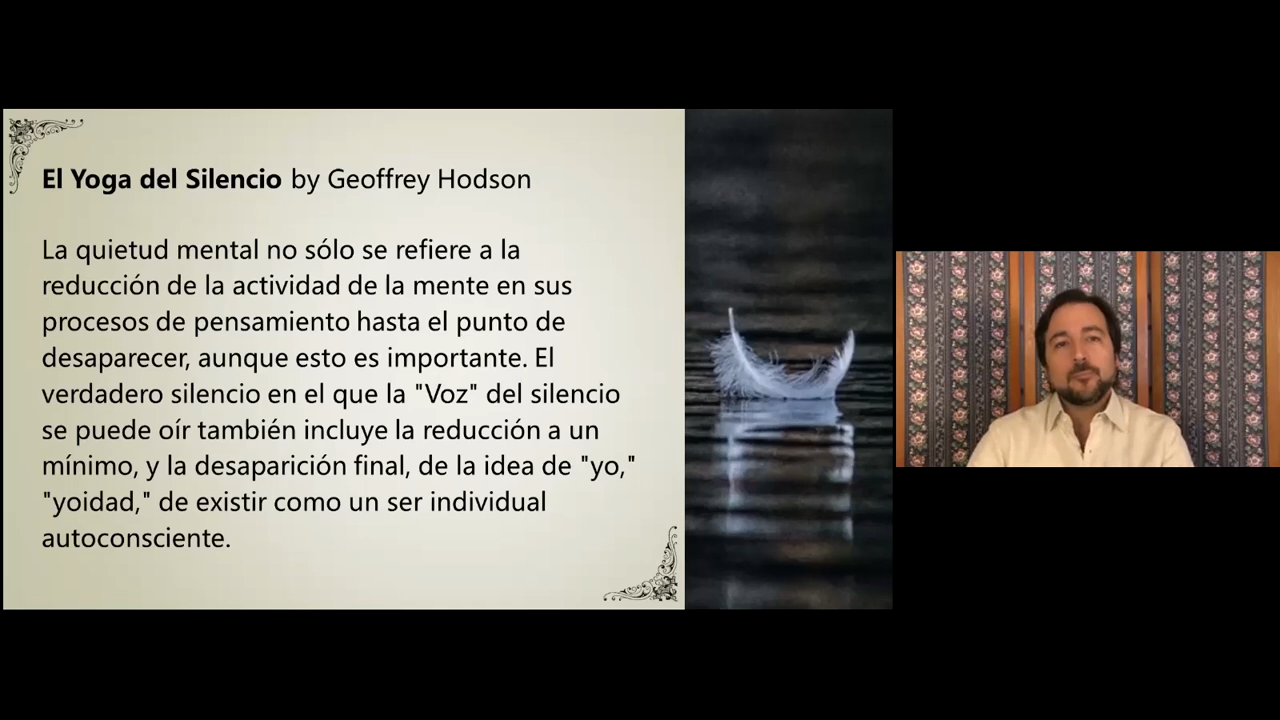 El Yoga del Silencio by Geoffrey Hodson
La quietud mental no sólo se refiere a la
reducción de la actividad de la mente en sus
procesos de pensamiento hasta el punto de
desaparecer, aunque esto es importante. El
verdadero silencio en el que la "Voz" del silencio
se puede oír también incluye la reducción a un
mínimo, y la desaparición final, de la idea de "yo,"
"yoidad," de existir como un ser individual
autoconsciente.